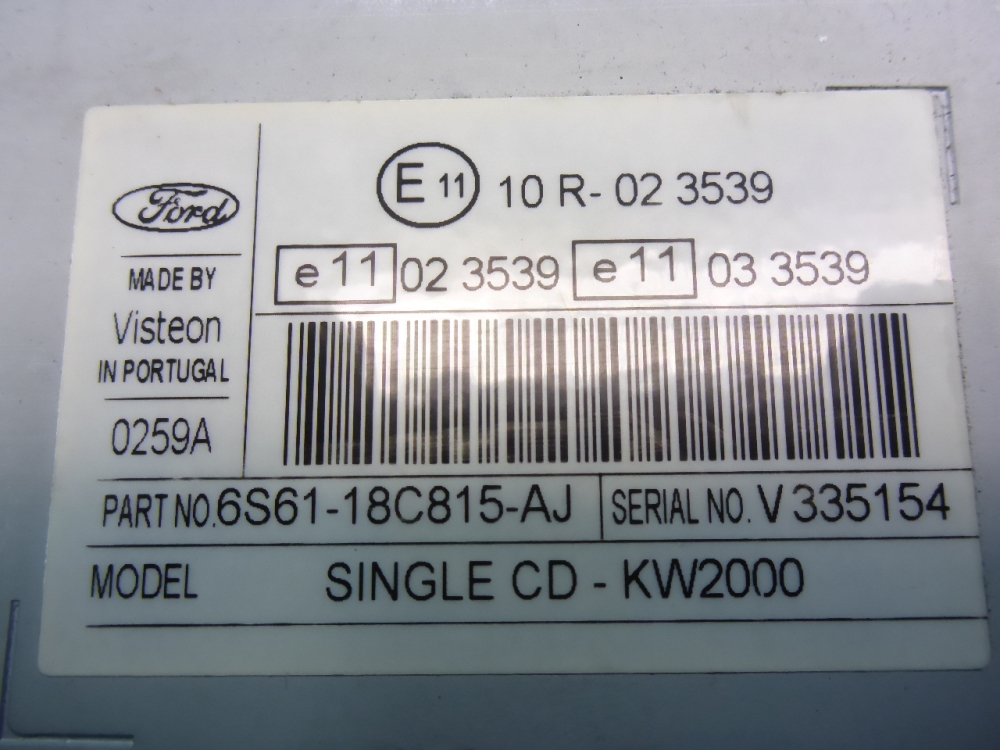 E 11 10 R- 02 3539
Ford
e 11 02 3539 e 11 03 3539
MADE BY
Visteon
IN PORTUGAL
0259A
PART NO. 6S61-18C815-AJ SERIAL NO. V 335154
MODEL SINGLE CD - KW2000